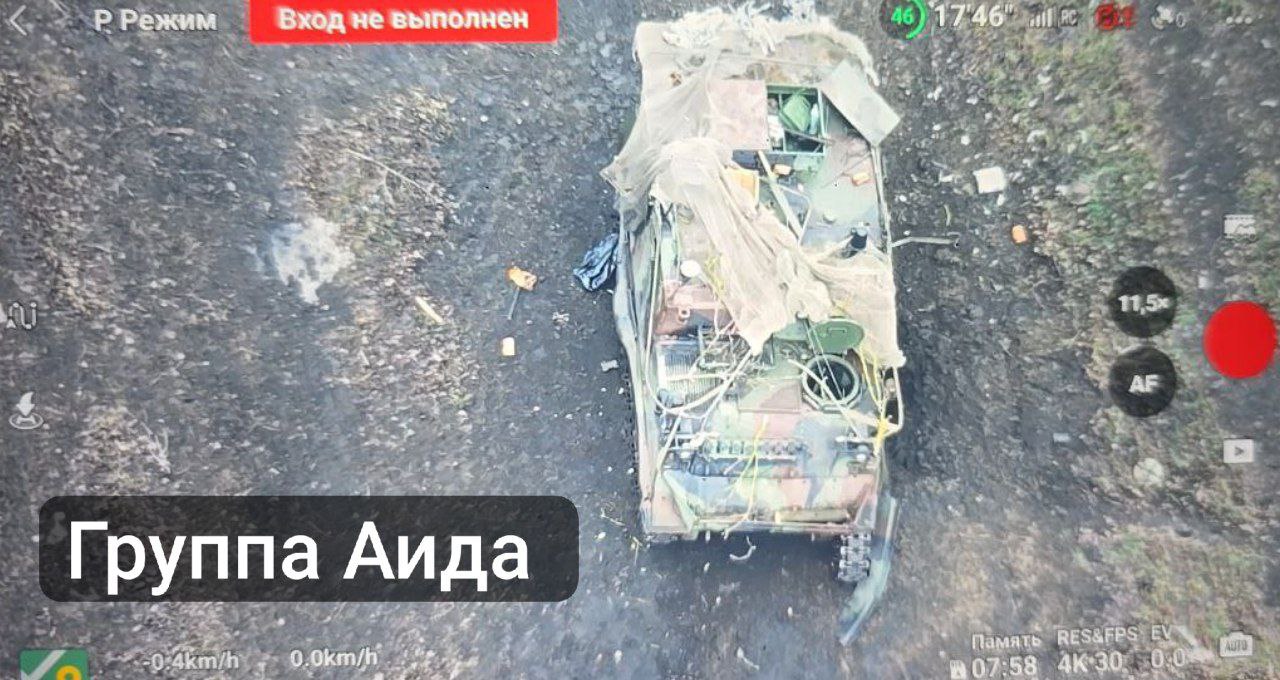 Р Режим
Вход не выполнен
46
17'46"
RC
11,5x
AF
Группа Аида
-0.4km/h
0.0km/h
Память
RES&FPS
EV
07:58
4K 30
0.0
AUTO